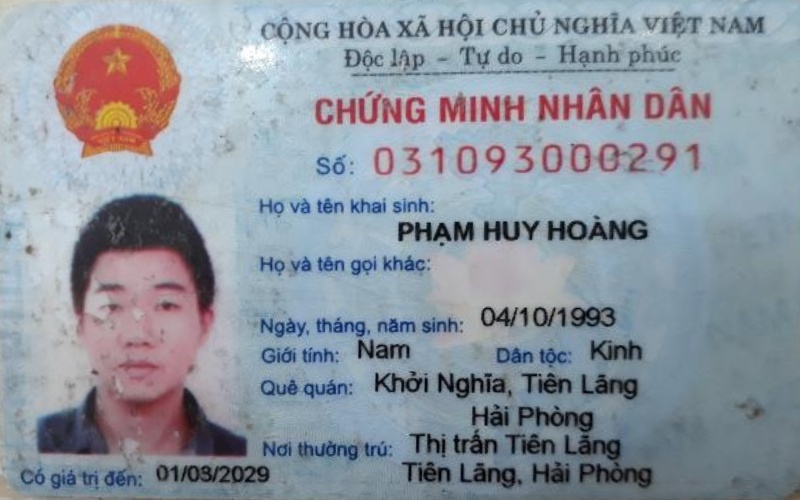 CỘNG HÒA XÃ HỘI CHỦ NGHĨA VIỆT NAM
Độc lập - Tự do - Hạnh phúc
CHỨNG MINH NHÂN DÂN
Số: 031093000291
Họ và tên khai sinh:
PHẠM HUY HOÀNG
Họ và tên gọi khác:
Ngày, tháng, năm sinh: 04/10/1993
Giới tính: Nam Dân tộc: Kinh
Quê quán: Khởi Nghĩa, Tiên Lãng
Hải Phòng
Nơi thường trú: Thị trấn Tiên Lãng
Tiên Lãng, Hải Phòng
Có giá trị đến: 01/03/2029